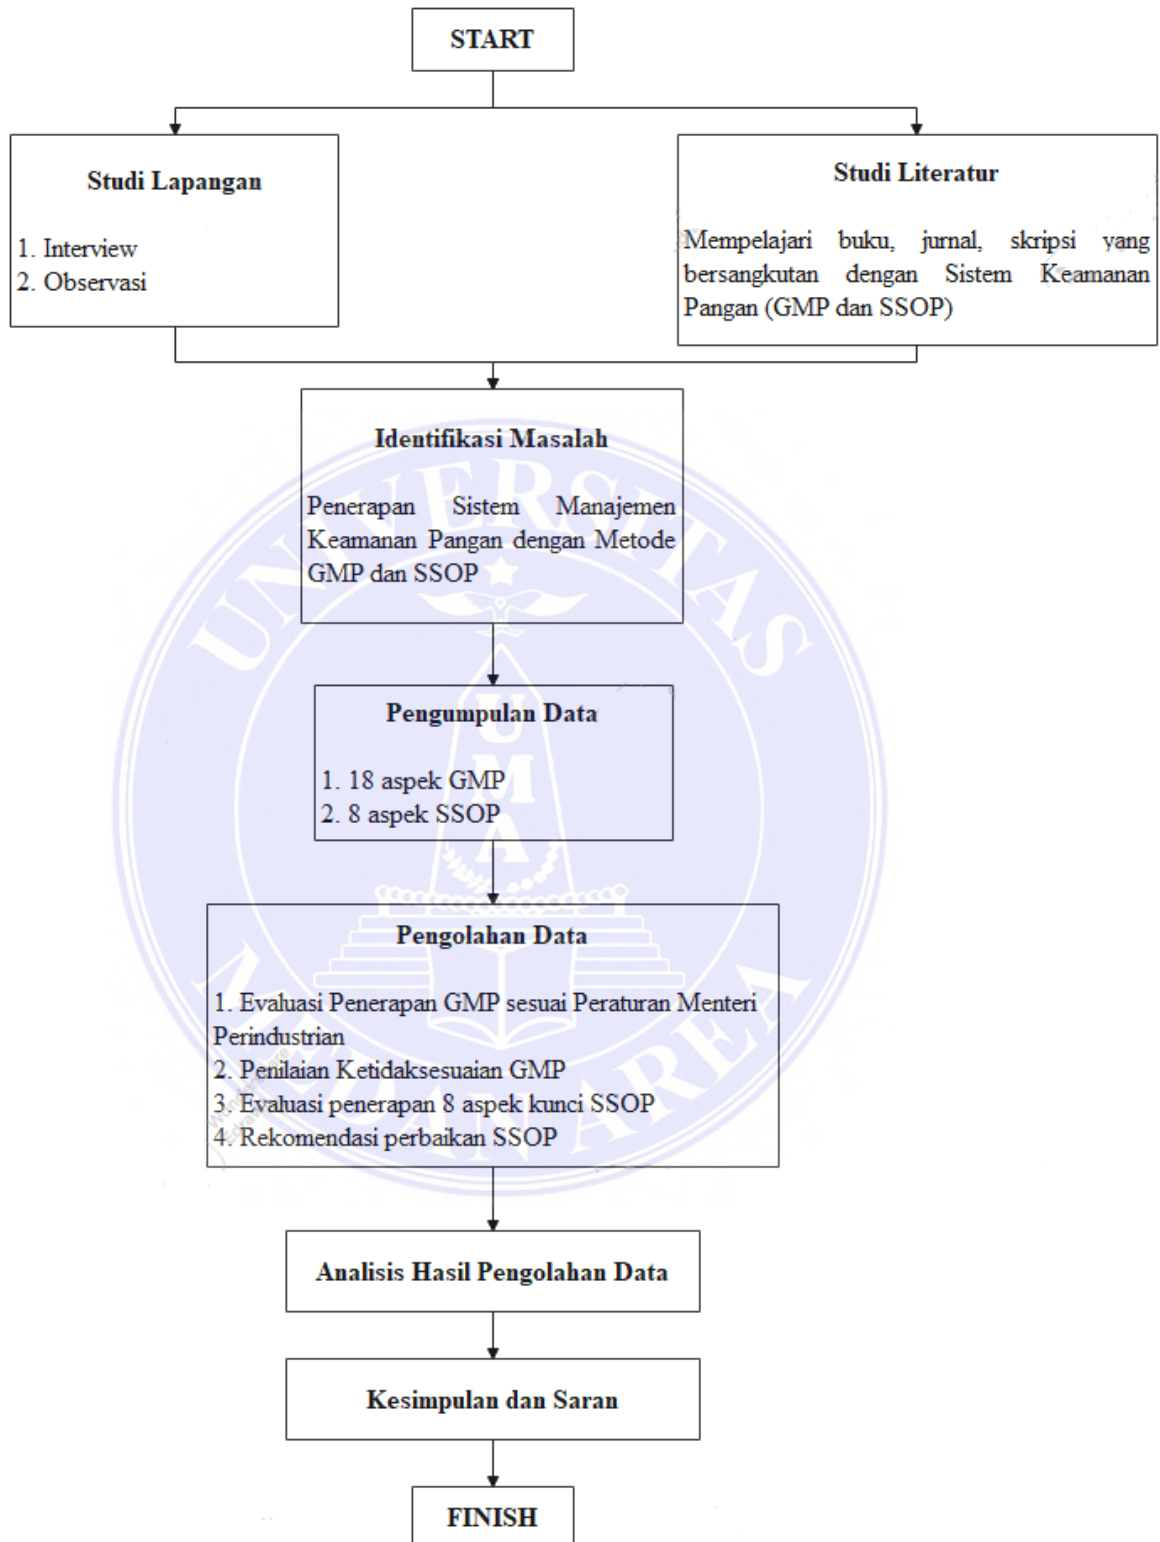 START
Studi Lapangan
1. Interview
2. Observasi
Studi Literatur
Mempelajari buku, jurnal, skripsi yang
bersangkutan dengan Sistem Keamanan
Pangan (GMP dan SSOP)
Identifikasi Masalah
Penerapan Sistem Manajemen
Keamanan Pangan dengan Metode
GMP dan SSOP
Pengumpulan Data
1. 18 aspek GMP
2. 8 aspek SSOP
Pengolahan Data
1. Evaluasi Penerapan GMP sesuai Peraturan Menteri
Perindustrian
2. Penilaian Ketidaksesuaian GMP
3. Evaluasi penerapan 8 aspek kunci SSOP
4. Rekomendasi perbaikan SSOP
Analisis Hasil Pengolahan Data
Kesimpulan dan Saran
FINISH
UNIVERSITAS
MEDAN AREA
UMA